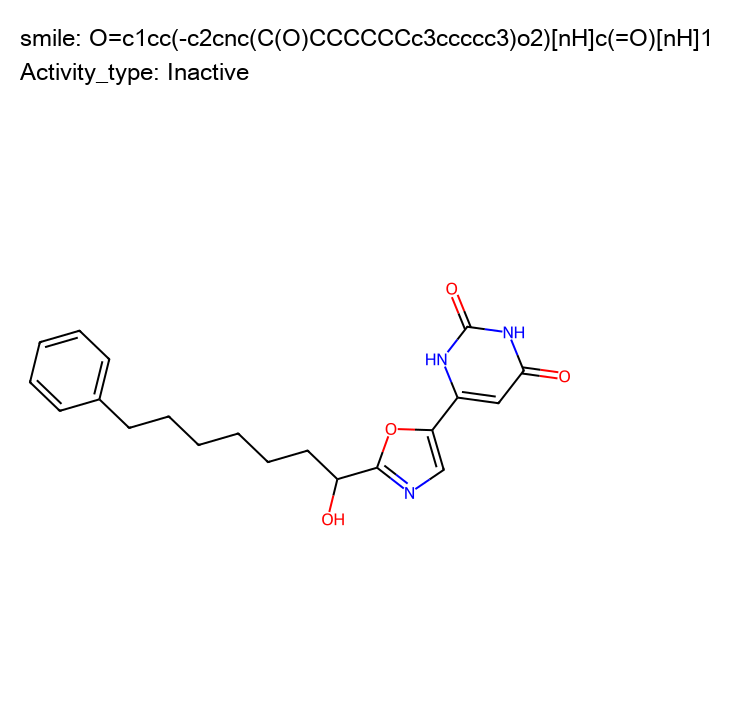 smile: O=c1cc(-c2cnc(C(O)CCCCCCc3ccccc3)o2)[nH]c(=O)[nH]1
Activity_type: Inactive
O
NH
HN
O
O
N
OH